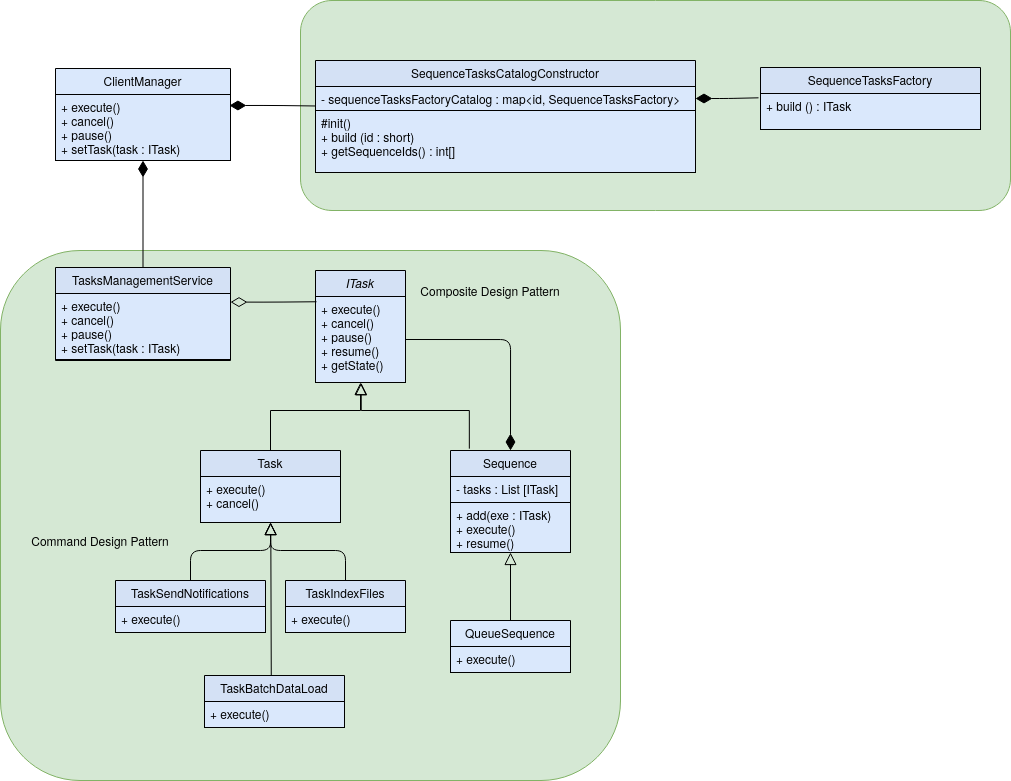 ClientManager
+ execute()
+ cancel()
+ pause()
+ setTask(task : ITask)
SequenceTasksCatalogConstructor
- sequenceTasksFactoryCatalog : map<id, SequenceTasksFactory>
#init()
+ build (id : short)
+ getSequenceIds() : int[]
SequenceTasksFactory
+ build () : ITask
TasksManagementService
+ execute()
+ cancel()
+ pause()
+ setTask(task : ITask)
ITask
+ execute()
+ cancel()
+ pause()
+ resume()
+ getState()
Composite Design Pattern
Task
+ execute()
+ cancel()
Sequence
- tasks : List [ITask]
+ add(exe : ITask)
+ execute()
+ resume()
Command Design Pattern
TaskSendNotifications
+ execute()
TaskIndexFiles
+ execute()
QueueSequence
+ execute()
TaskBatchDataLoad
+ execute()